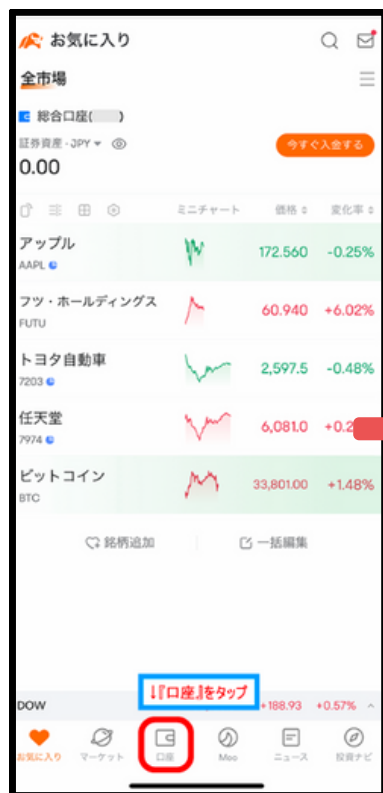 お気に入り
全市場
総合口座( )
証券資産・JPY
今すぐ入金する
0.00
ミニチャート 価格 変化率
アップル
AAPL
172.560 -0.25%
フツ・ホールディングス
FUTU
60.940 +6.02%
トヨタ自動車
7203
2,597.5 -0.48%
任天堂
7974
6,081.0 +0.2
ビットコイン
BTC
33,801.00 +1.48%
銘柄追加 一括編集
↓『口座』をタップ
DOW +188.93 +0.57%
お気に入り マーケット 口座 Moo ニュース 投資ナビ